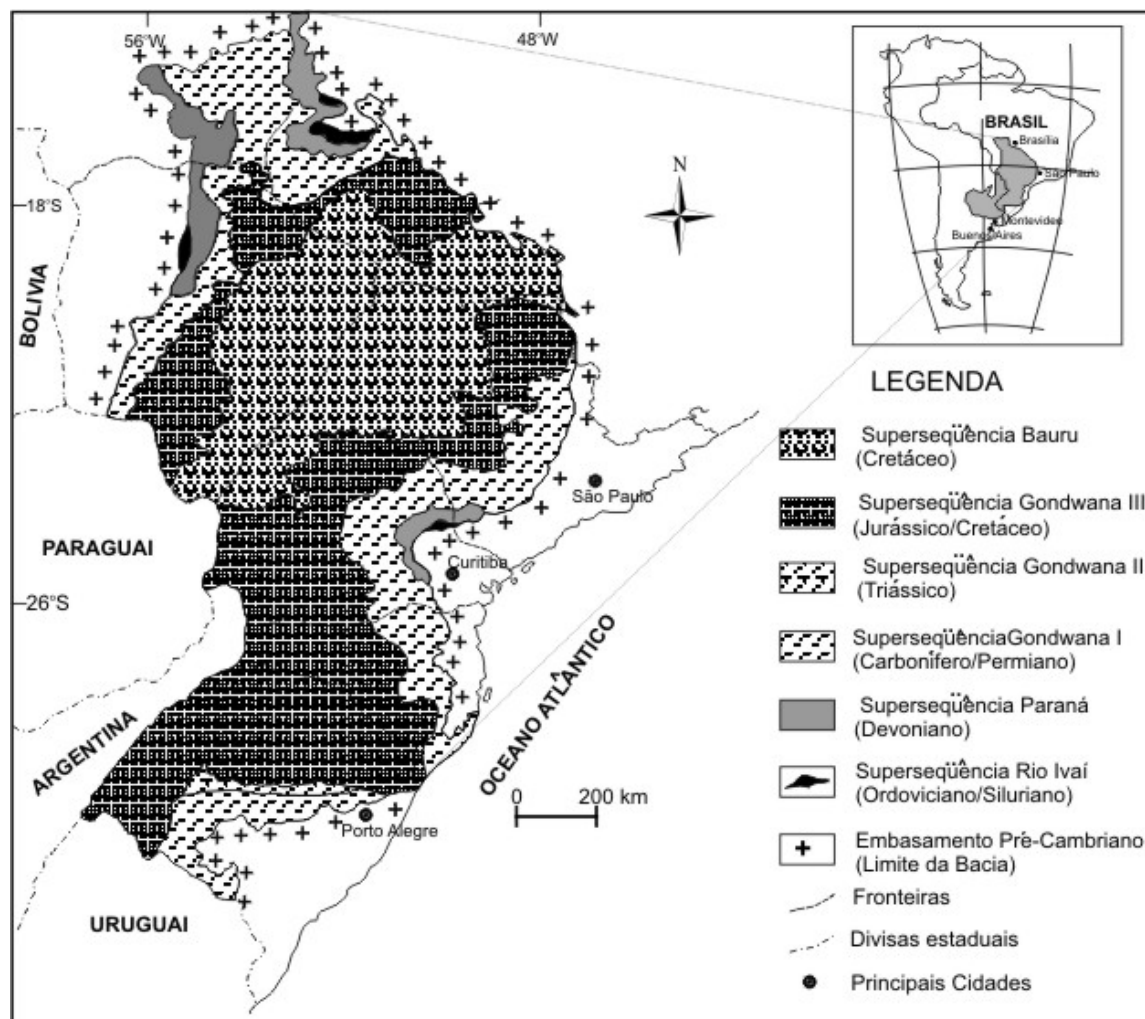 56°W
48°W
18°S
26°S
BOLIVIA
PARAGUAI
ARGENTINA
URUGUAI
São Paulo
Curitiba
Porto Alegre
OCEANO ATLÂNTICO
N
0 200 km
BRASIL
Brasília
São Paulo
Montevideo
Buenos Aires
LEGENDA
Superseqüência Bauru
(Cretáceo)
Superseqüência Gondwana III
(Jurássico/Cretáceo)
Superseqüência Gondwana II
(Triássico)
SuperseqüênciaGondwana I
(Carbonífero/Permiano)
Superseqüência Paraná
(Devoniano)
Superseqüência Rio Ivaí
(Ordoviciano/Siluriano)
Embasamento Pré-Cambriano
(Limite da Bacia)
Fronteiras
Divisas estaduais
Principais Cidades